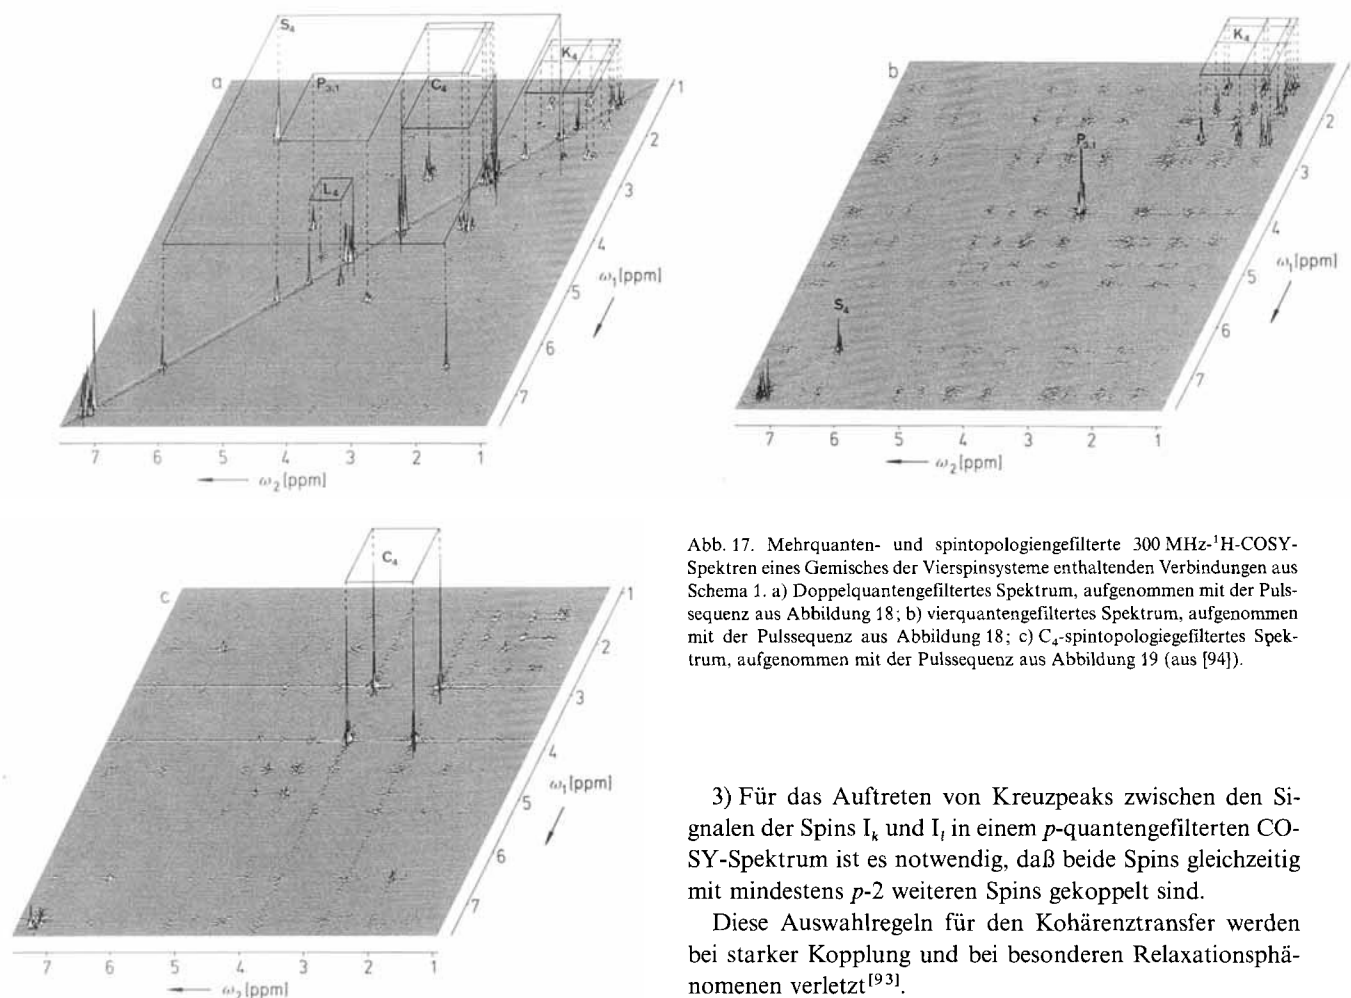 a
S₄
P₃,₁
C₄
K₄
L₄
1
2
3
4
5
6
7
ω₁[ppm]
7 6 5 4 3 2 1
ω₂[ppm]
b
K₄
P₃,₁
S₄
2
3
4
5
6
7
ω₁[ppm]
7 6 5 4 3 2 1
ω₂[ppm]
c
C₄
1
2
3
4
5
6
7
ω₁[ppm]
7 6 5 4 3 2 1
ω₂[ppm]
Abb. 17. Mehrquanten- und spintopologiengefilterte 300 MHz-¹H-COSY-
Spektren eines Gemisches der Vierspinsysteme enthaltenden Verbindungen aus
Schema 1. a) Doppelquantengefiltertes Spektrum, aufgenommen mit der Puls-
sequenz aus Abbildung 18; b) vierquantengefiltertes Spektrum, aufgenommen
mit der Pulssequenz aus Abbildung 18; c) C₄-spintopologiegefiltertes Spek-
trum, aufgenommen mit der Pulssequenz aus Abbildung 19 (aus [94]).
3) Für das Auftreten von Kreuzpeaks zwischen den Si-
gnalen der Spins Iₖ und Iₗ in einem p-quantengefilterten CO-
SY-Spektrum ist es notwendig, daß beide Spins gleichzeitig
mit mindestens p-2 weiteren Spins gekoppelt sind.
Diese Auswahlregeln für den Kohärenztransfer werden
bei starker Kopplung und bei besonderen Relaxationsphä-
nomenen verletzt[93].